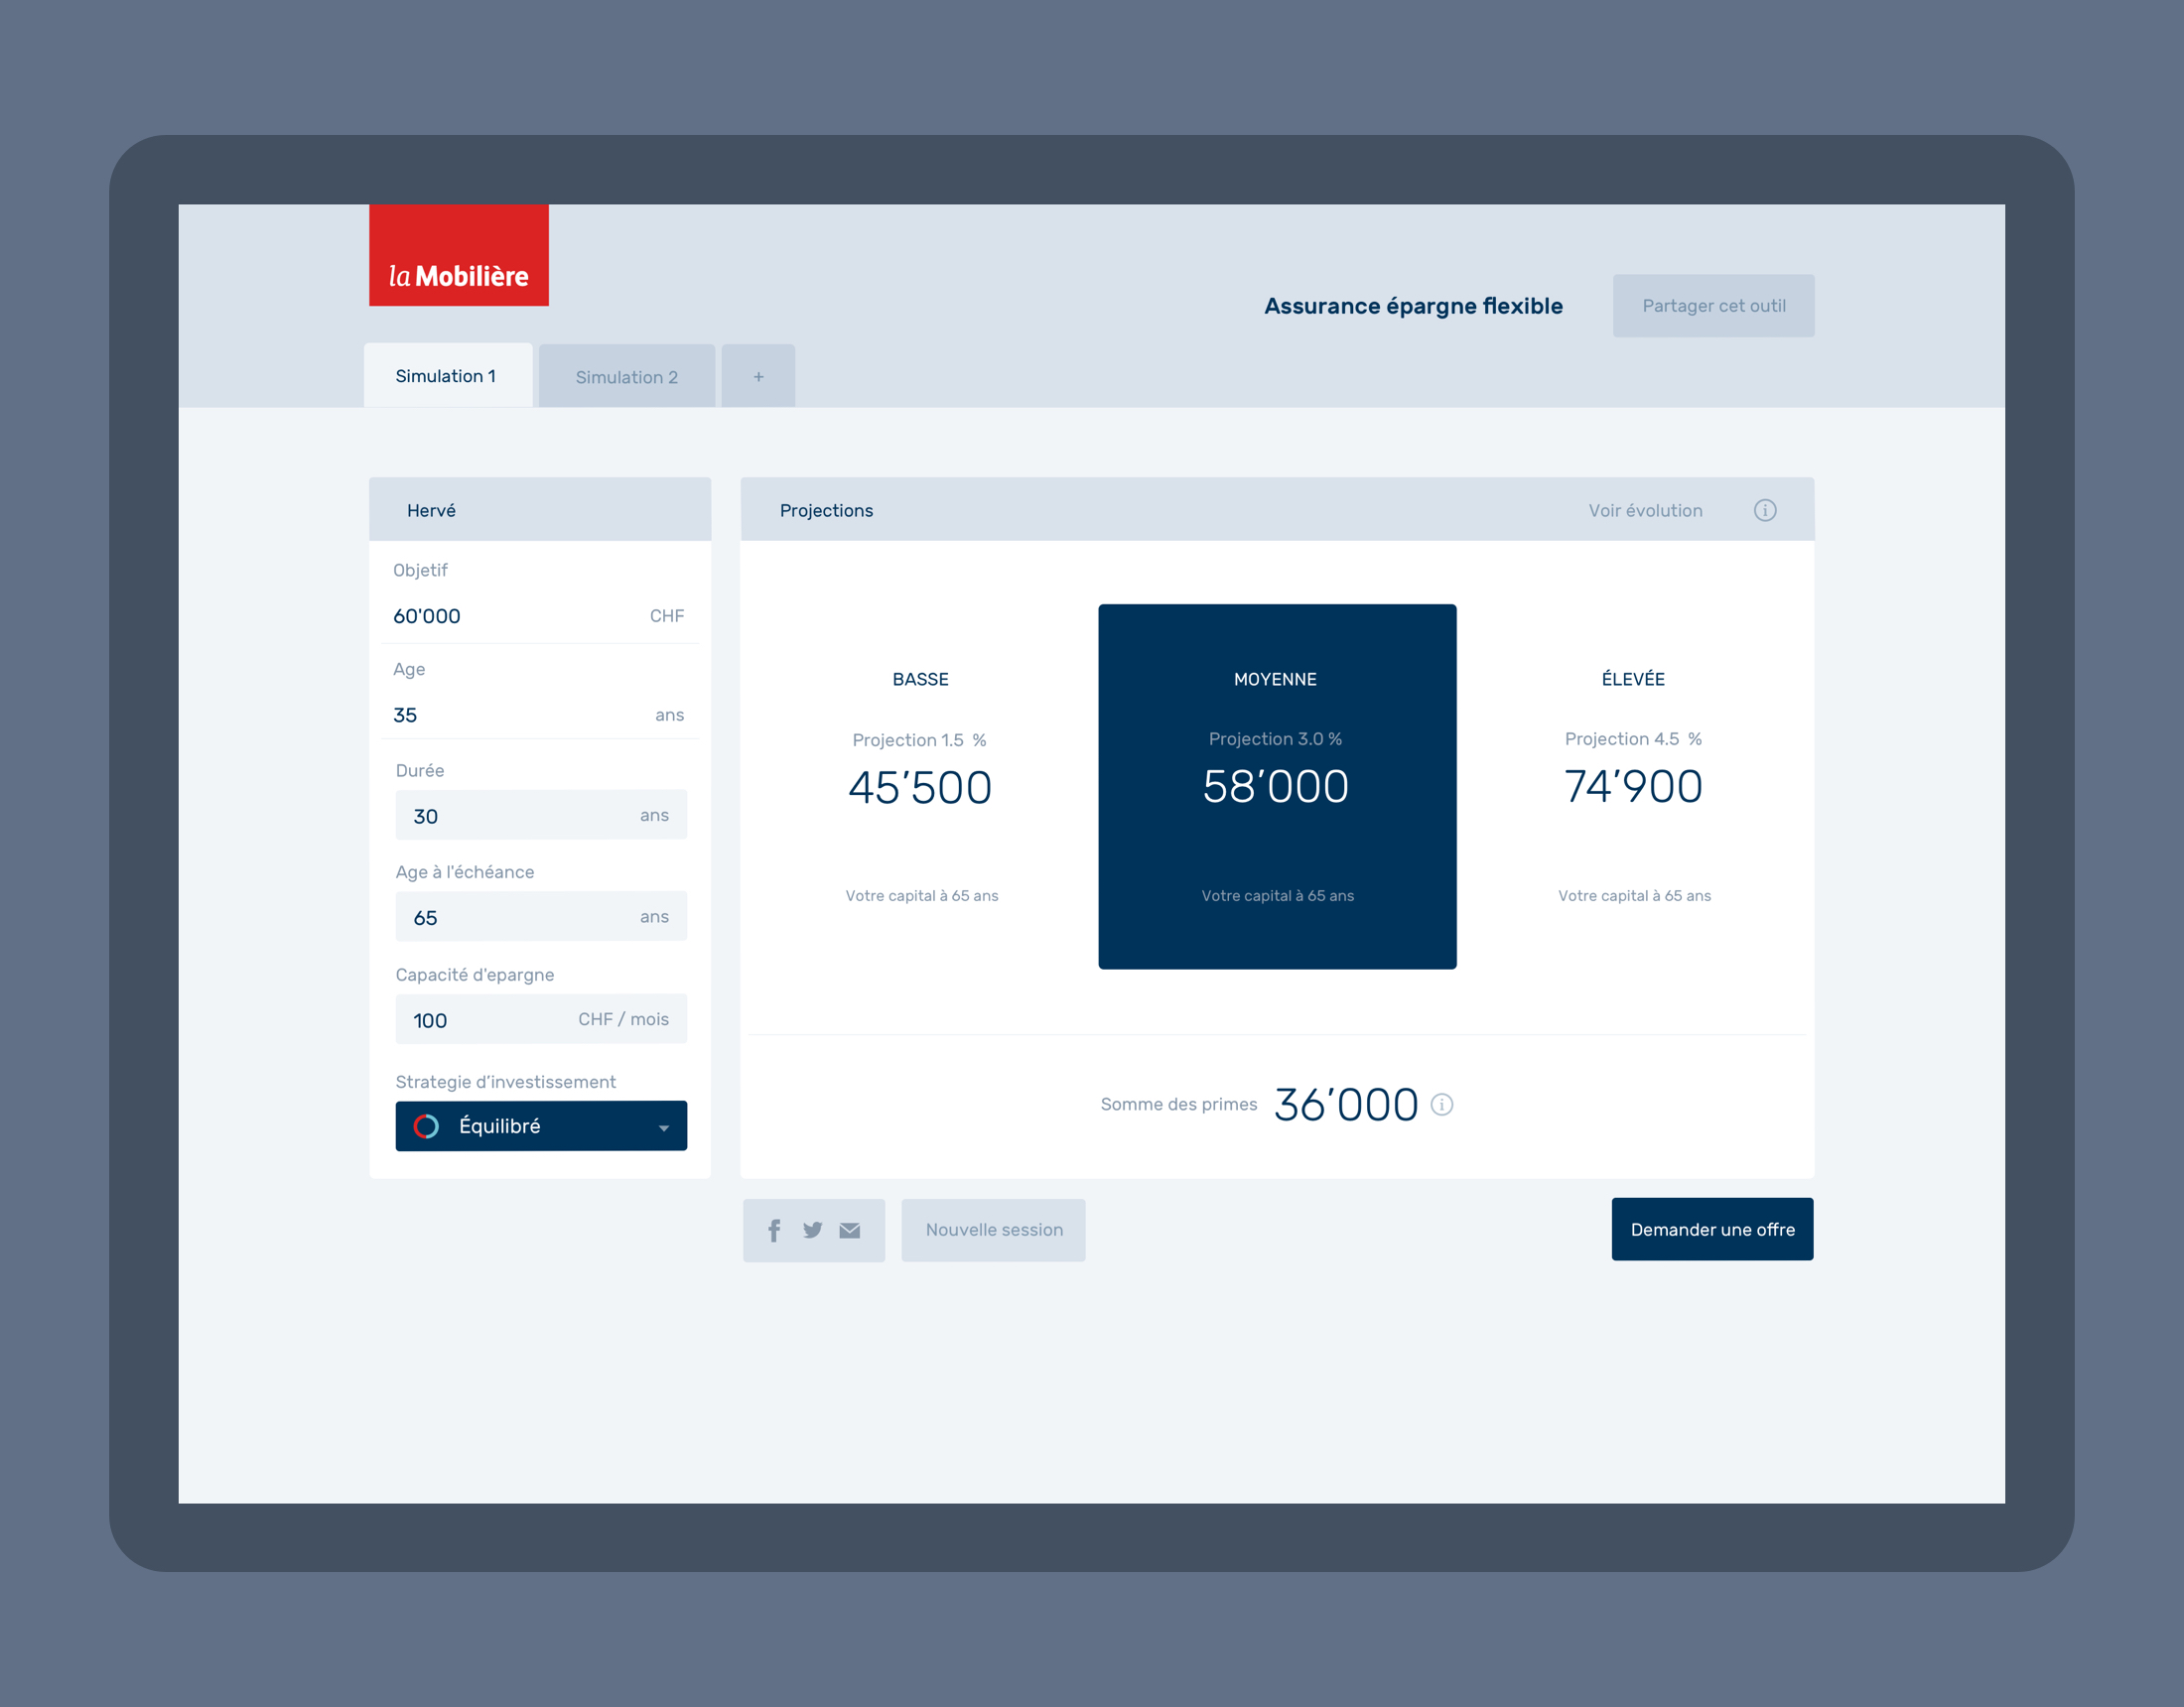 la Mobilière
Assurance épargne flexible
Partager cet outil
Simulation 1
Simulation 2
+
Hervé
Objetif
60'000 CHF
Age
35 ans
Durée
30 ans
Age à l'échéance
65 ans
Capacité d'epargne
100 CHF / mois
Strategie d’investissement
Équilibré
Projections
Voir évolution
i
BASSE
Projection 1.5 %
45’500
Votre capital à 65 ans
MOYENNE
Projection 3.0 %
58’000
Votre capital à 65 ans
ÉLEVÉE
Projection 4.5 %
74’900
Votre capital à 65 ans
Somme des primes 36’000 i
Nouvelle session
Demander une offre